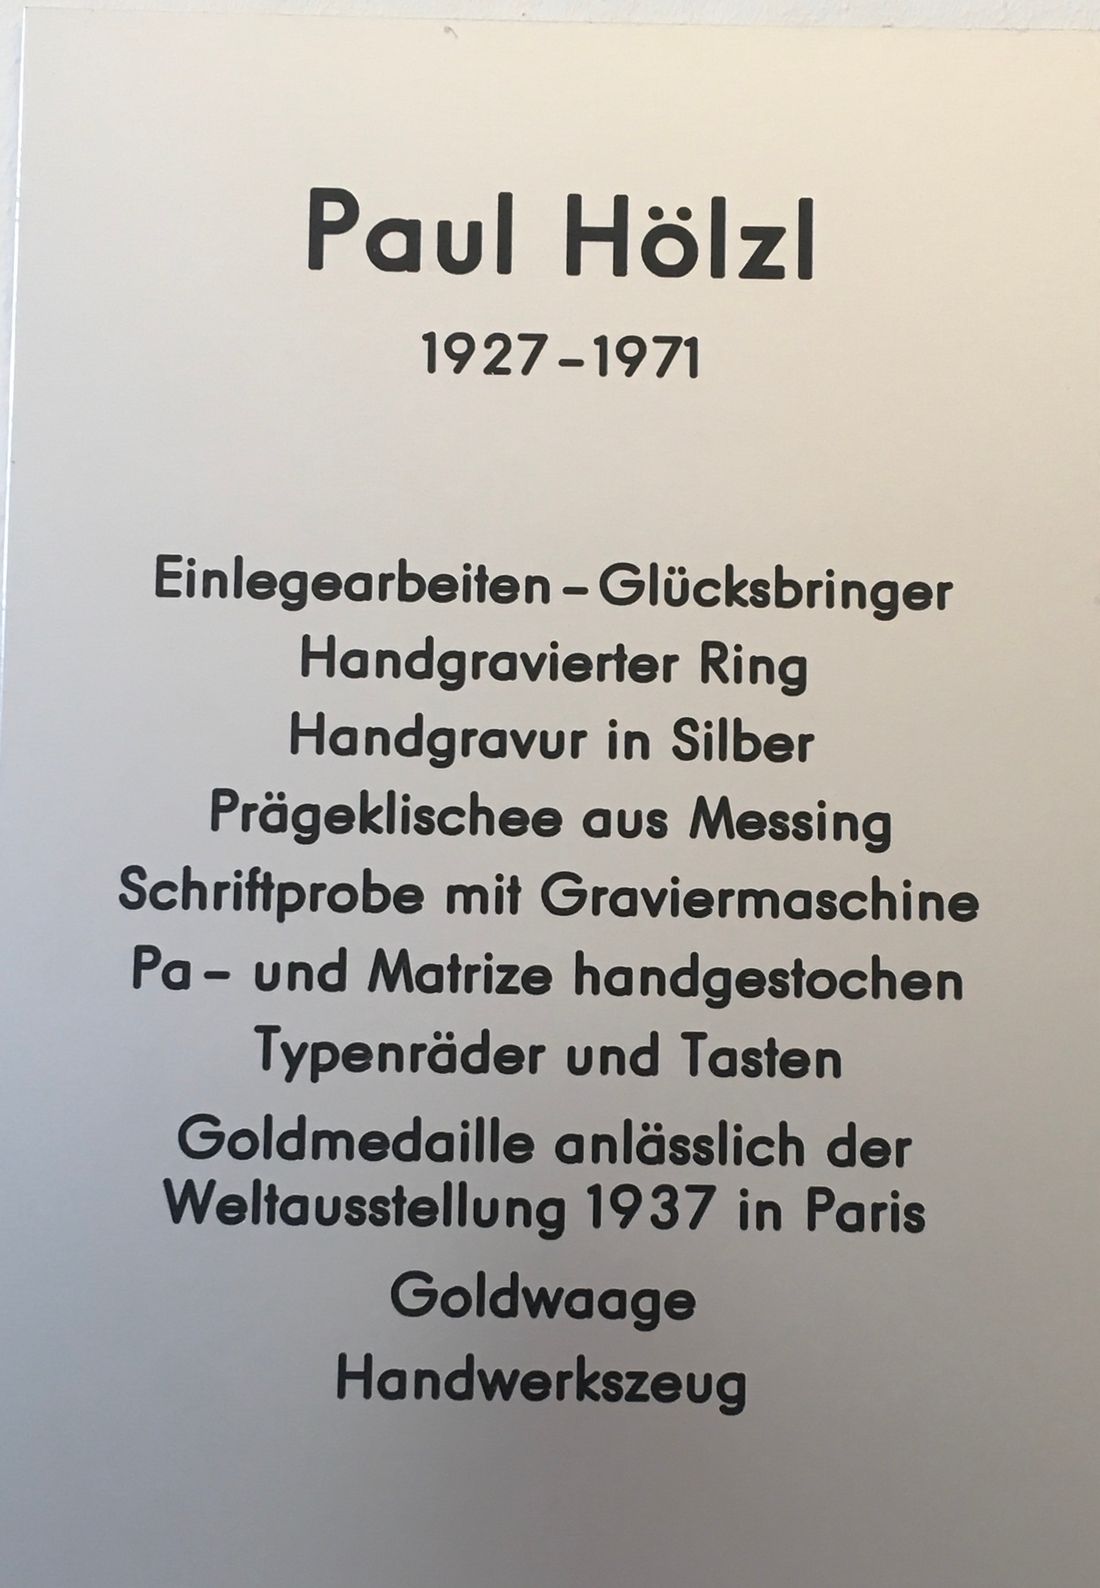 Paul Hölzl
1927-1971
Einlegearbeiten - Glücksbringer
Handgravierter Ring
Handgravur in Silber
Prägeklischee aus Messing
Schriftprobe mit Graviermaschine
Pa - und Matrize handgestochen
Typenräder und Tasten
Goldmedaille anlässlich der
Weltausstellung 1937 in Paris
Goldwaage
Handwerkszeug